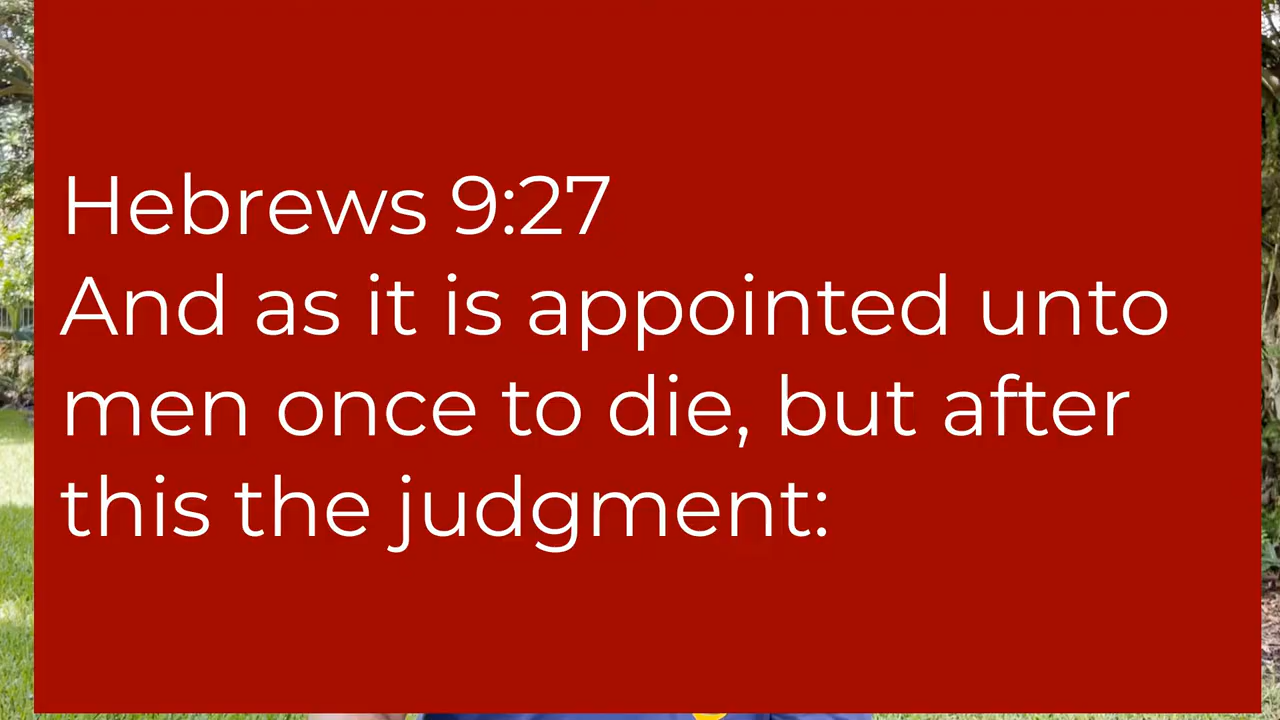 Hebrews 9:27
And as it is appointed unto
men once to die, but after
this the judgment: